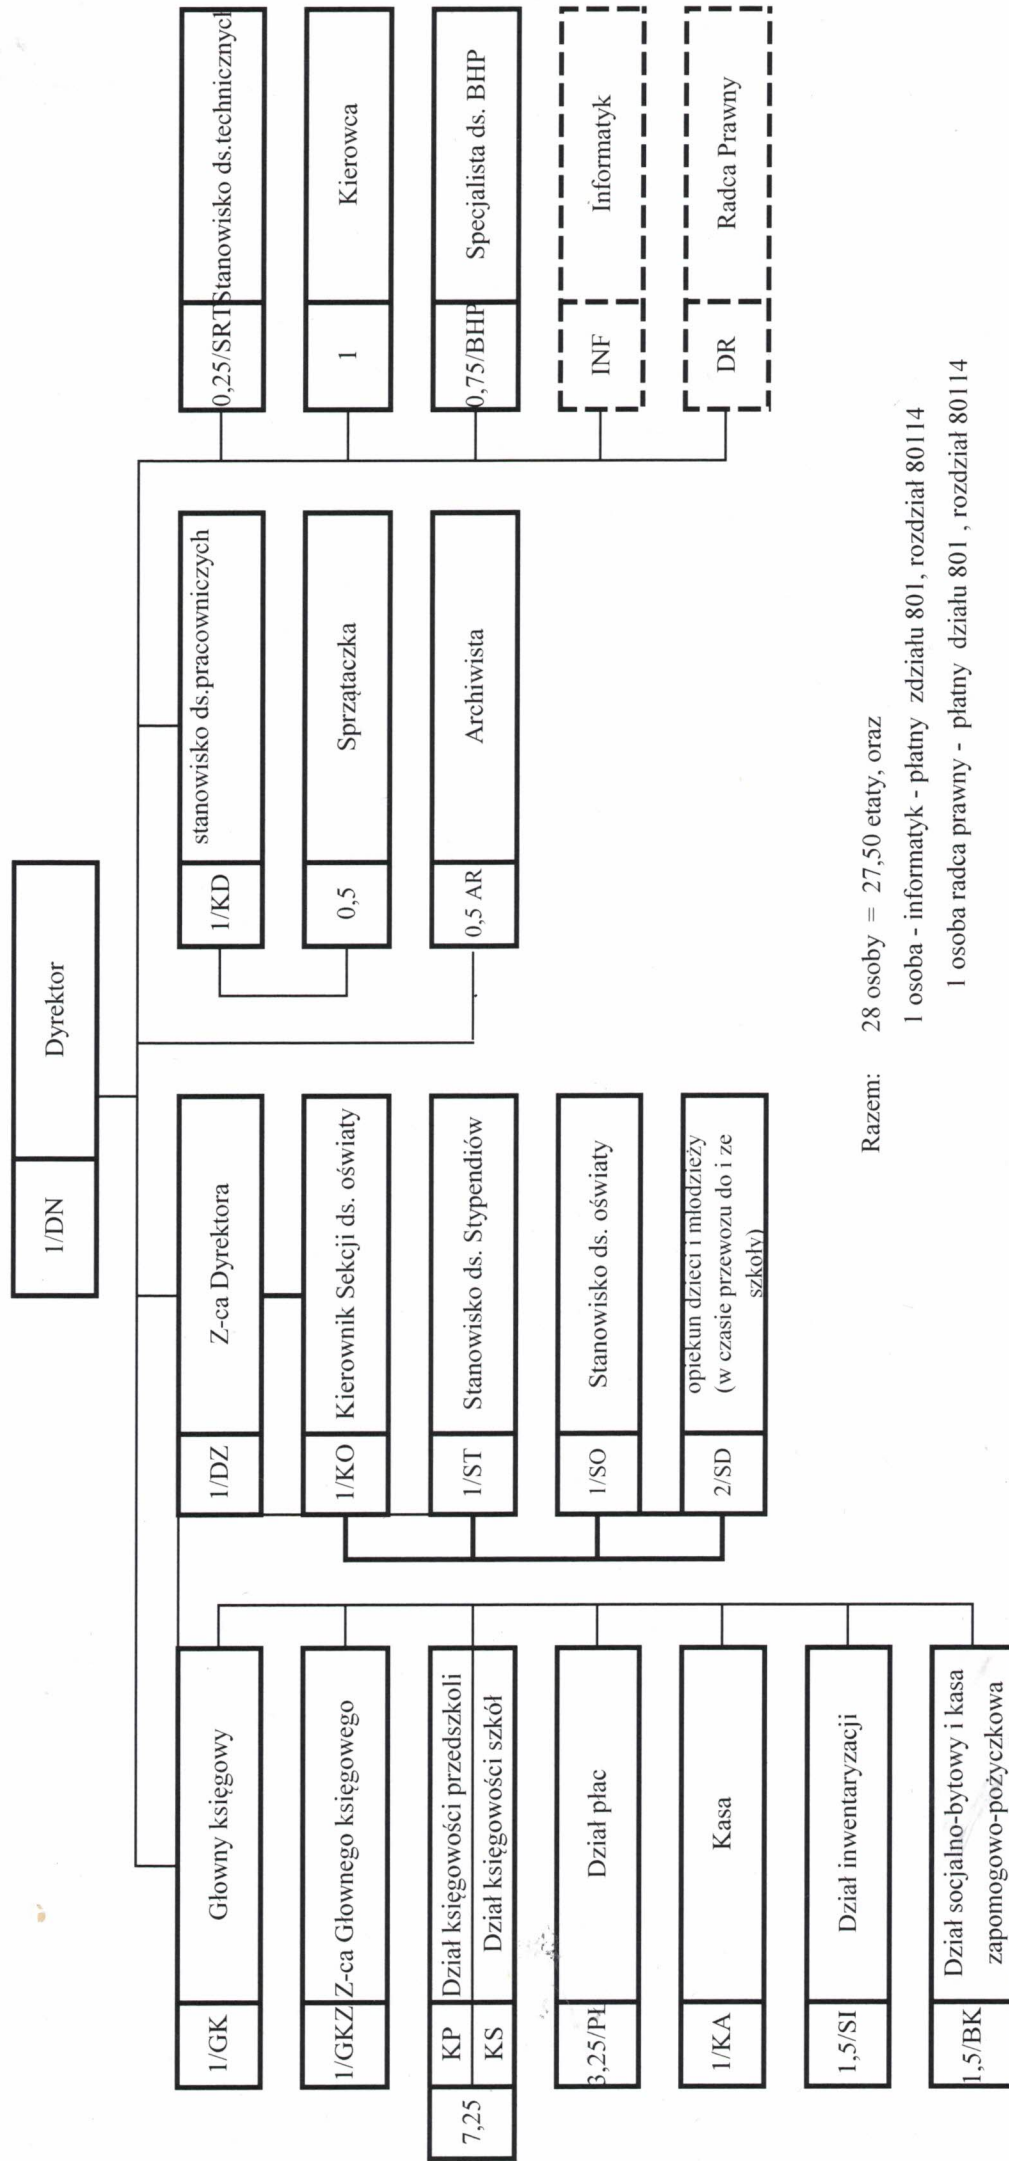 1/DN Dyrektor
1/GK Głowny księgowy
1/GKZ Z-ca Głownego księgowego
7,25
KP Dział księgowości przedszkoli
KS Dział księgowości szkół
3,25/PŁ Dział płac
1/KA Kasa
1,5/SI Dział inwentaryzacji
1,5/BK Dział socjalno-bytowy i kasa
zapomogowo-pożyczkowa
1/DZ Z-ca Dyrektora
1/KO Kierownik Sekcji ds. oświaty
1/ST Stanowisko ds. Stypendiów
1/SO Stanowisko ds. oświaty
2/SD opiekun dzieci i młodzieży
(w czasie przewozu do i ze
szkoły)
1/KD stanowisko ds.pracowniczych
0,5 Sprzątaczka
0,5 AR Archiwista
0,25/SRT Stanowisko ds.technicznych
1 Kierowca
0,75/BHP Specjalista ds. BHP
INF Informatyk
DR Radca Prawny
Razem: 28 osoby = 27,50 etaty, oraz
1 osoba - informatyk - płatny zdziału 801, rozdział 80114
1 osoba radca prawny - płatny działu 801 , rozdział 80114